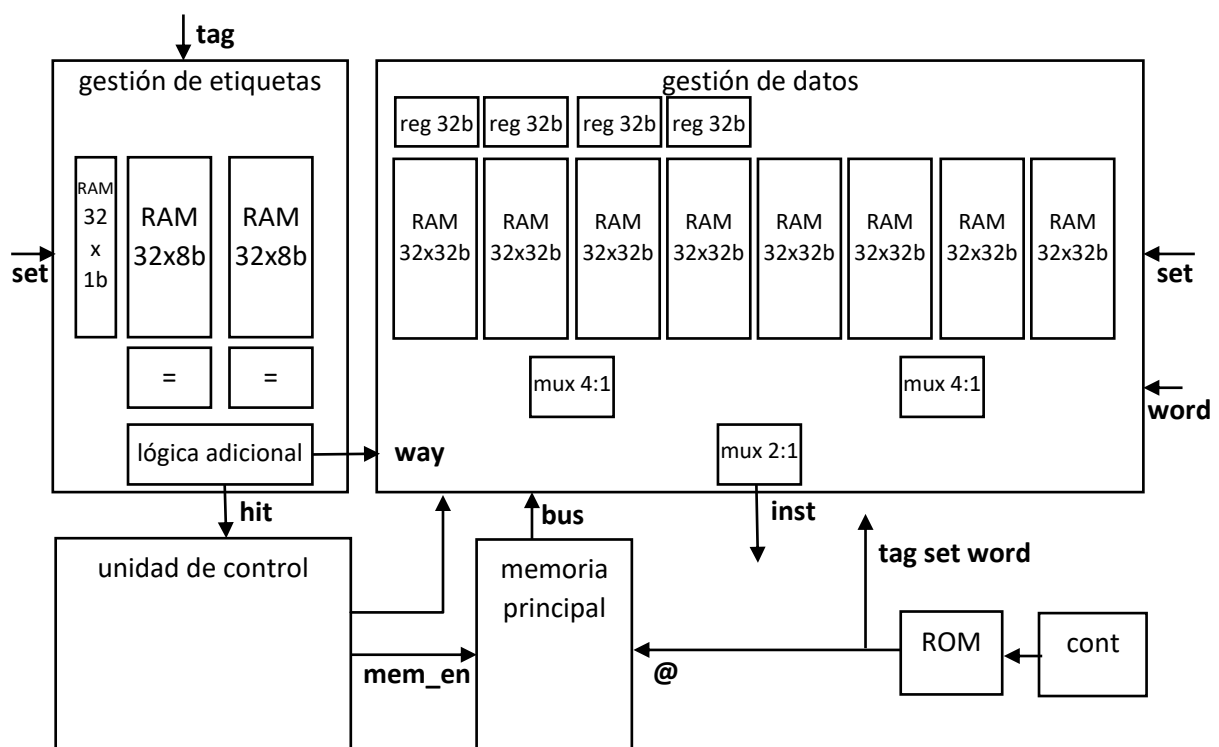 tag
gestión de etiquetas
gestión de datos
reg 32b
reg 32b
reg 32b
reg 32b
RAM
32
x
1b
RAM
32x8b
RAM
32x8b
RAM
32x32b
RAM
32x32b
RAM
32x32b
RAM
32x32b
RAM
32x32b
RAM
32x32b
RAM
32x32b
RAM
32x32b
set
set
=
=
mux 4:1
mux 4:1
word
lógica adicional
way
mux 2:1
hit
bus
inst
unidad de control
memoria
principal
tag set word
ROM
cont
mem_en
@